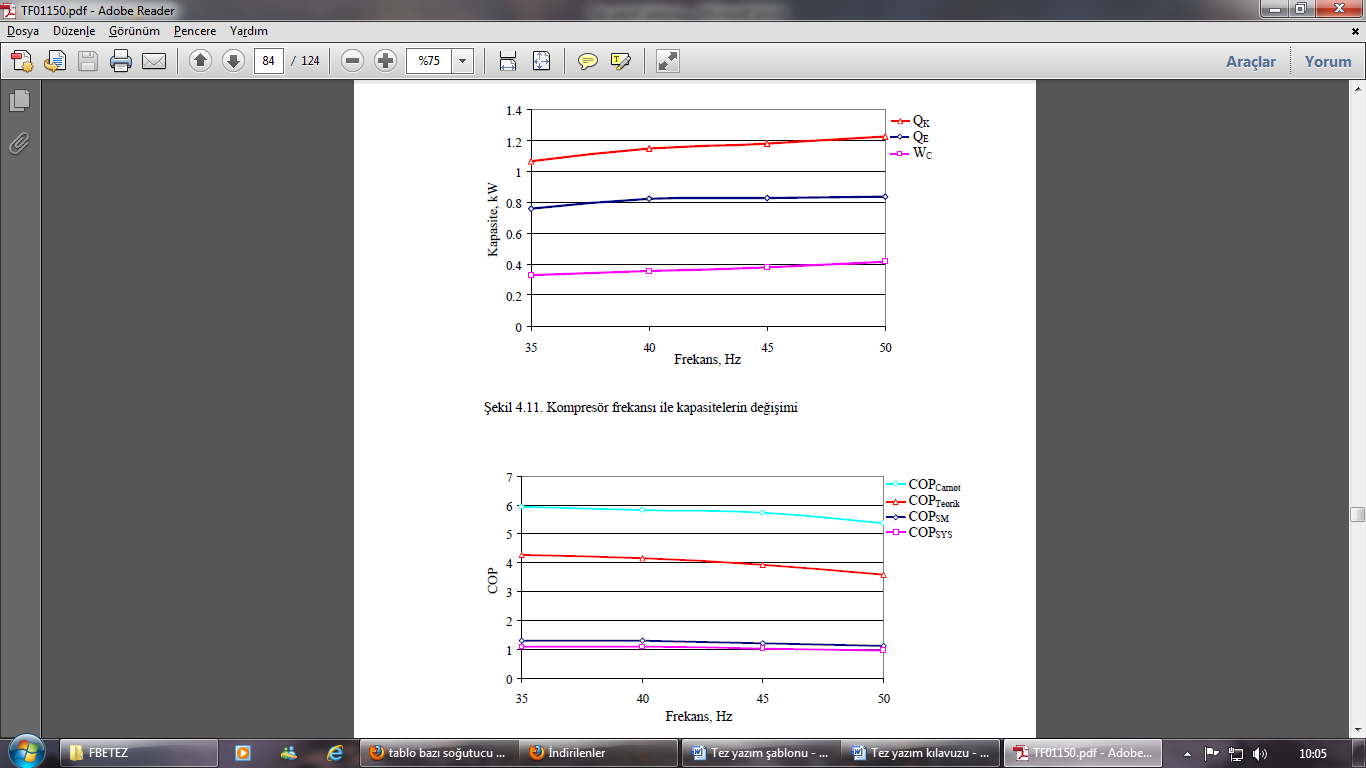 TF01150.pdf - Adobe Reader
Dosya Düzenle Görünüm Pencere Yardım
84 / 124 %75 Araçlar Yorum
1.4
1.2
1
0.8
0.6
0.4
0.2
0
Kapasite, kW
35 40 45 50
Frekans, Hz
QK
QE
WC
Şekil 4.11. Kompresör frekansı ile kapasitelerin değişimi
7
6
5
4
3
2
1
0
COP
35 40 45 50
Frekans, Hz
COPCarnot
COPTeorik
COPSM
COPSYS
FBETEZ tablo bazı soğutucu ... İndirilenler Tez yazım şablonu - ... Tez yazım kılavuzu - ... TF01150.pdf - Adobe... 10:05